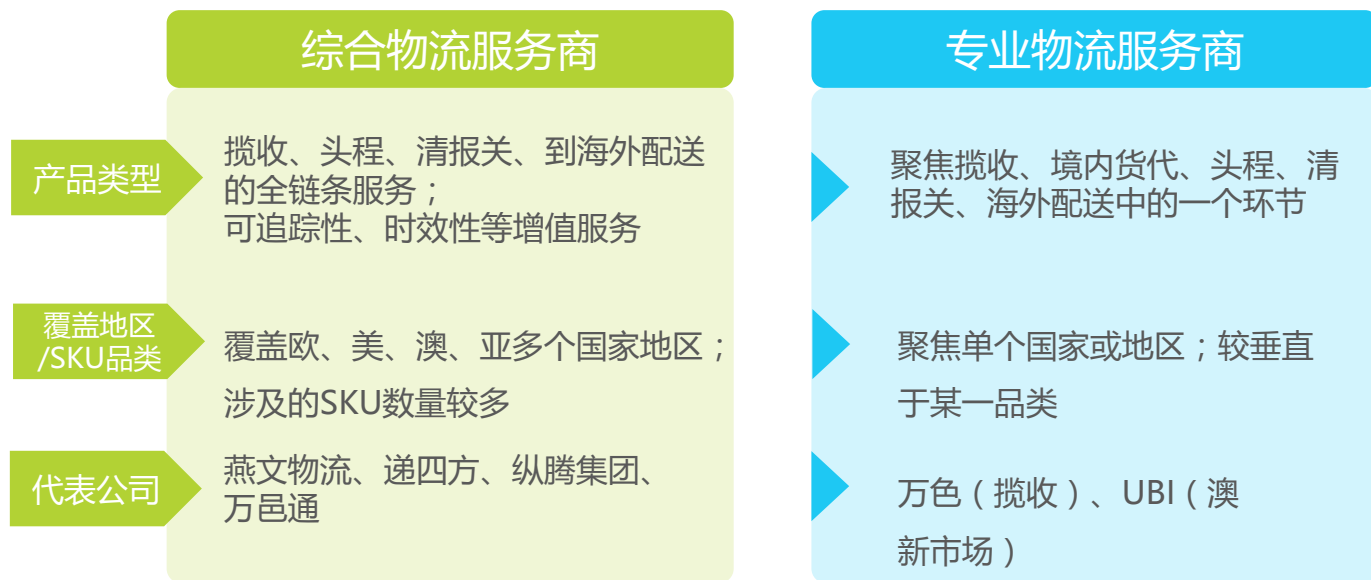 综合物流服务商
专业物流服务商
产品类型
揽收、头程、清报关、到海外配送
的全链条服务；
可追踪性、时效性等增值服务
聚焦揽收、境内货代、头程、清
报关、海外配送中的一个环节
覆盖地区
/SKU品类
覆盖欧、美、澳、亚多个国家地区；
涉及的SKU数量较多
聚焦单个国家或地区；较垂直
于某一品类
代表公司
燕文物流、递四方、纵腾集团、
万邑通
万色（揽收）、UBI（澳
新市场）